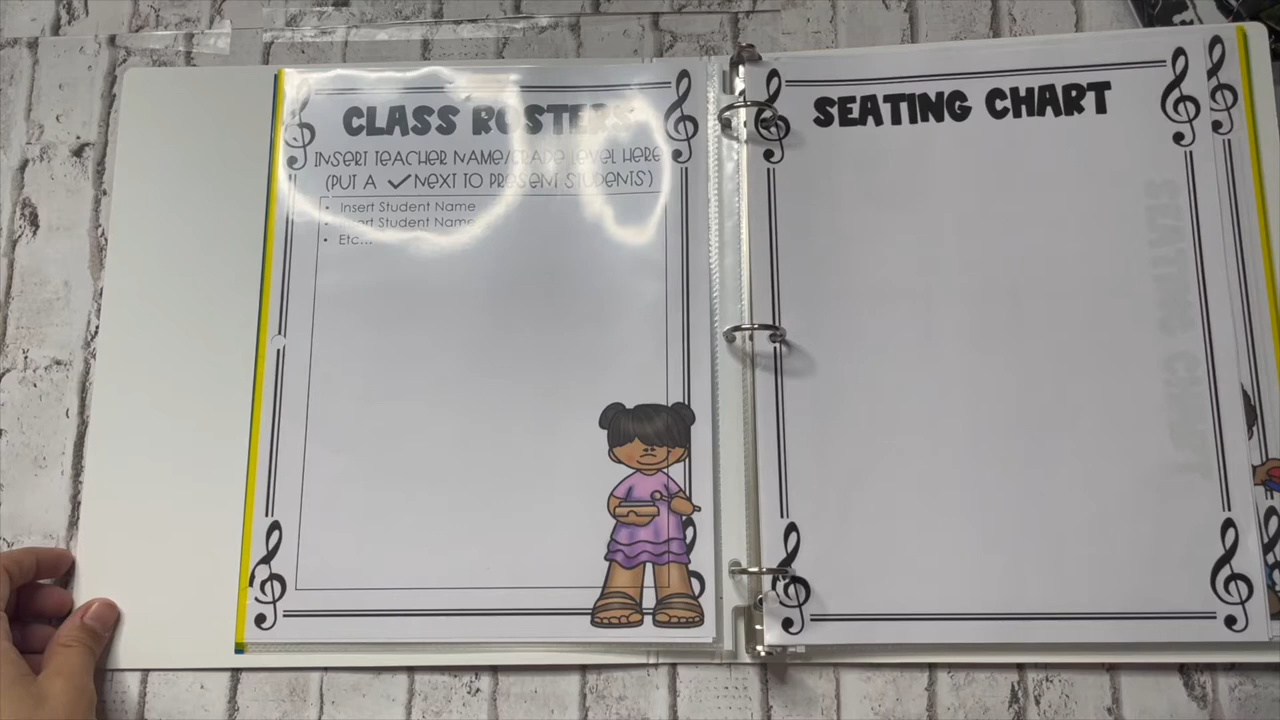 CLASS ROSTERS
INSERT TEACHER NAME/GRADE LEVEL HERE
(PUT A ✓ NEXT TO PRESENT STUDENTS)
• Insert Student Name
• Insert Student Name
• Etc...
SEATING CHART